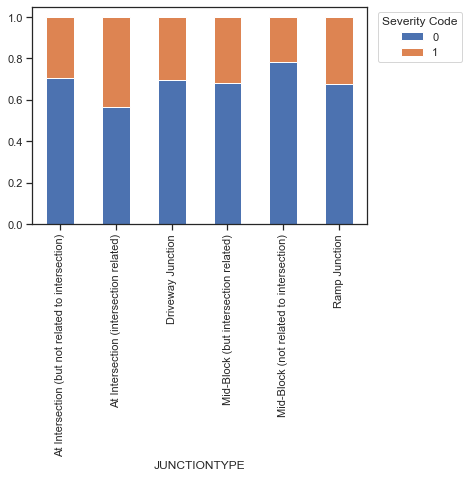 Severity Code
0
1
1.0
0.8
0.6
0.4
0.2
0.0
At Intersection (but not related to intersection)
At Intersection (intersection related)
Driveway Junction
Mid-Block (but intersection related)
Mid-Block (not related to intersection)
Ramp Junction
JUNCTIONTYPE